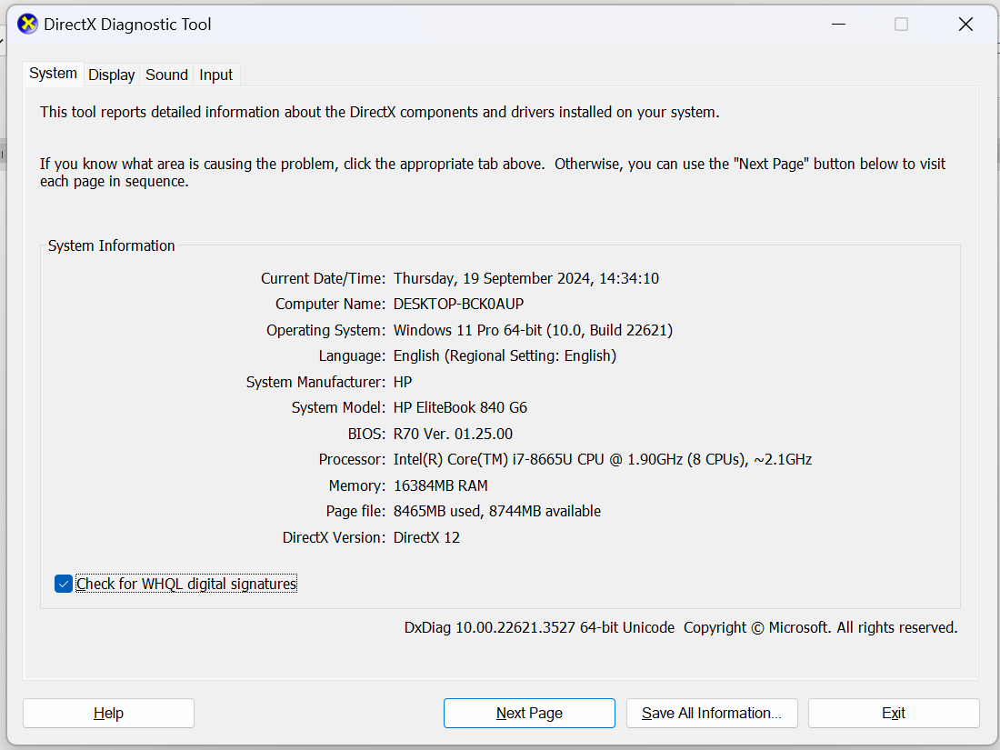 DirectX Diagnostic Tool
System Display Sound Input
This tool reports detailed information about the DirectX components and drivers installed on your system.
If you know what area is causing the problem, click the appropriate tab above.  Otherwise, you can use the "Next Page" button below to visit
each page in sequence.
System Information
Current Date/Time: Thursday, 19 September 2024, 14:34:10
Computer Name: DESKTOP-BCK0AUP
Operating System: Windows 11 Pro 64-bit (10.0, Build 22621)
Language: English (Regional Setting: English)
System Manufacturer: HP
System Model: HP EliteBook 840 G6
BIOS: R70 Ver. 01.25.00
Processor: Intel(R) Core(TM) i7-8665U CPU @ 1.90GHz (8 CPUs), ~2.1GHz
Memory: 16384MB RAM
Page file: 8465MB used, 8744MB available
DirectX Version: DirectX 12
Check for WHQL digital signatures
DxDiag 10.00.22621.3527 64-bit Unicode  Copyright © Microsoft. All rights reserved.
Help Next Page Save All Information... Exit